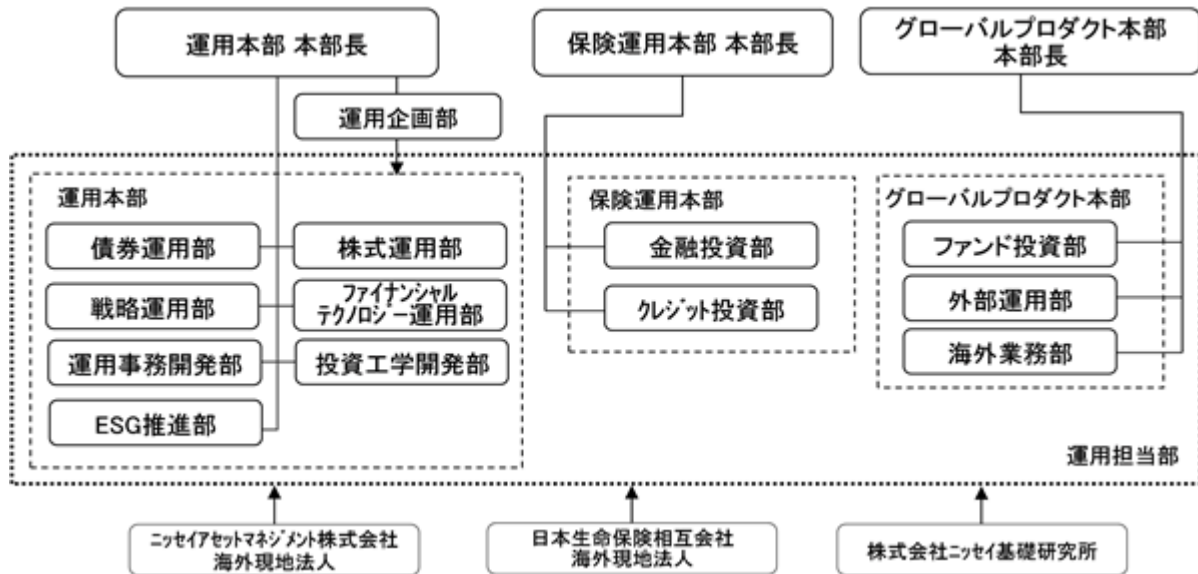 運用本部 本部長
保険運用本部 本部長
グローバルプロダクト本部
本部長
運用企画部
運用本部
債券運用部
株式運用部
戦略運用部
ファイナンシャル
テクノロジー運用部
運用事務開発部
投資工学開発部
ESG推進部
保険運用本部
金融投資部
クレジット投資部
グローバルプロダクト本部
ファンド投資部
外部運用部
海外業務部
運用担当部
ニッセイアセットマネジメント株式会社
海外現地法人
日本生命保険相互会社
海外現地法人
株式会社ニッセイ基礎研究所